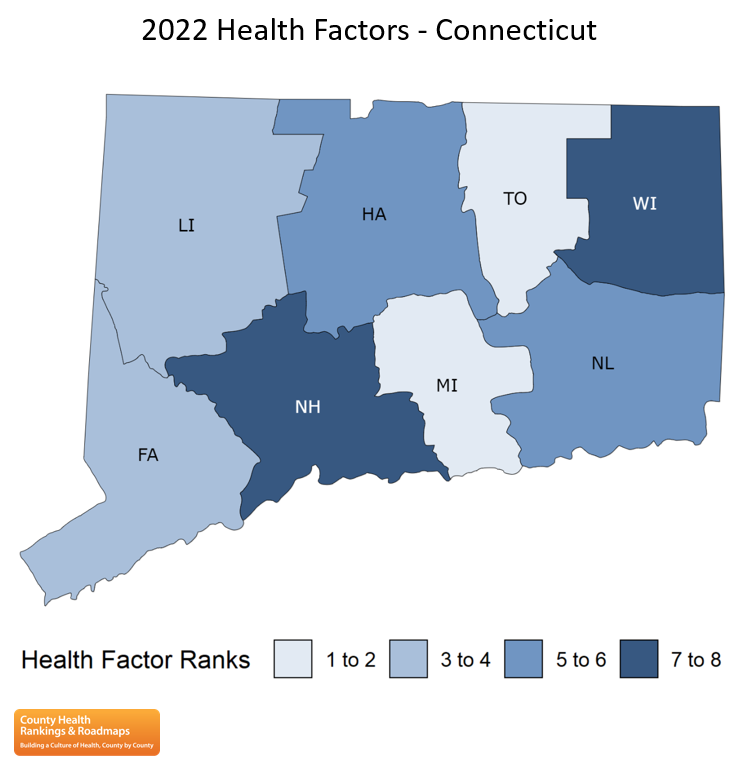 2022 Health Factors - Connecticut
LI
HA
TO
WI
NL
MI
NH
FA
Health Factor Ranks
1 to 2
3 to 4
5 to 6
7 to 8
County Health
Rankings & Roadmaps
Building a Culture of Health, County by County